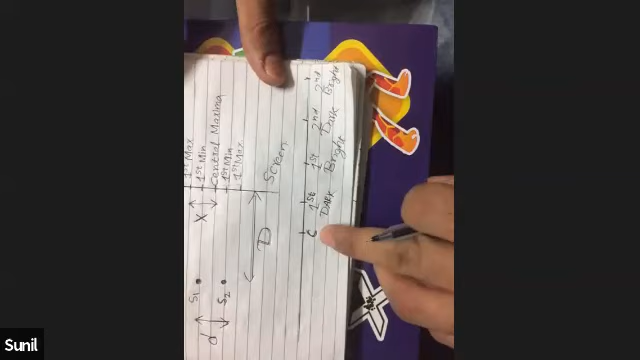 1st Max
1st Min
Central Maxima
1st Min
1st Max
X
Screen
D
S1
S2
d
C
1st
DARK
1st
Bright
2nd
Dark
2nd
Bright
Sunil